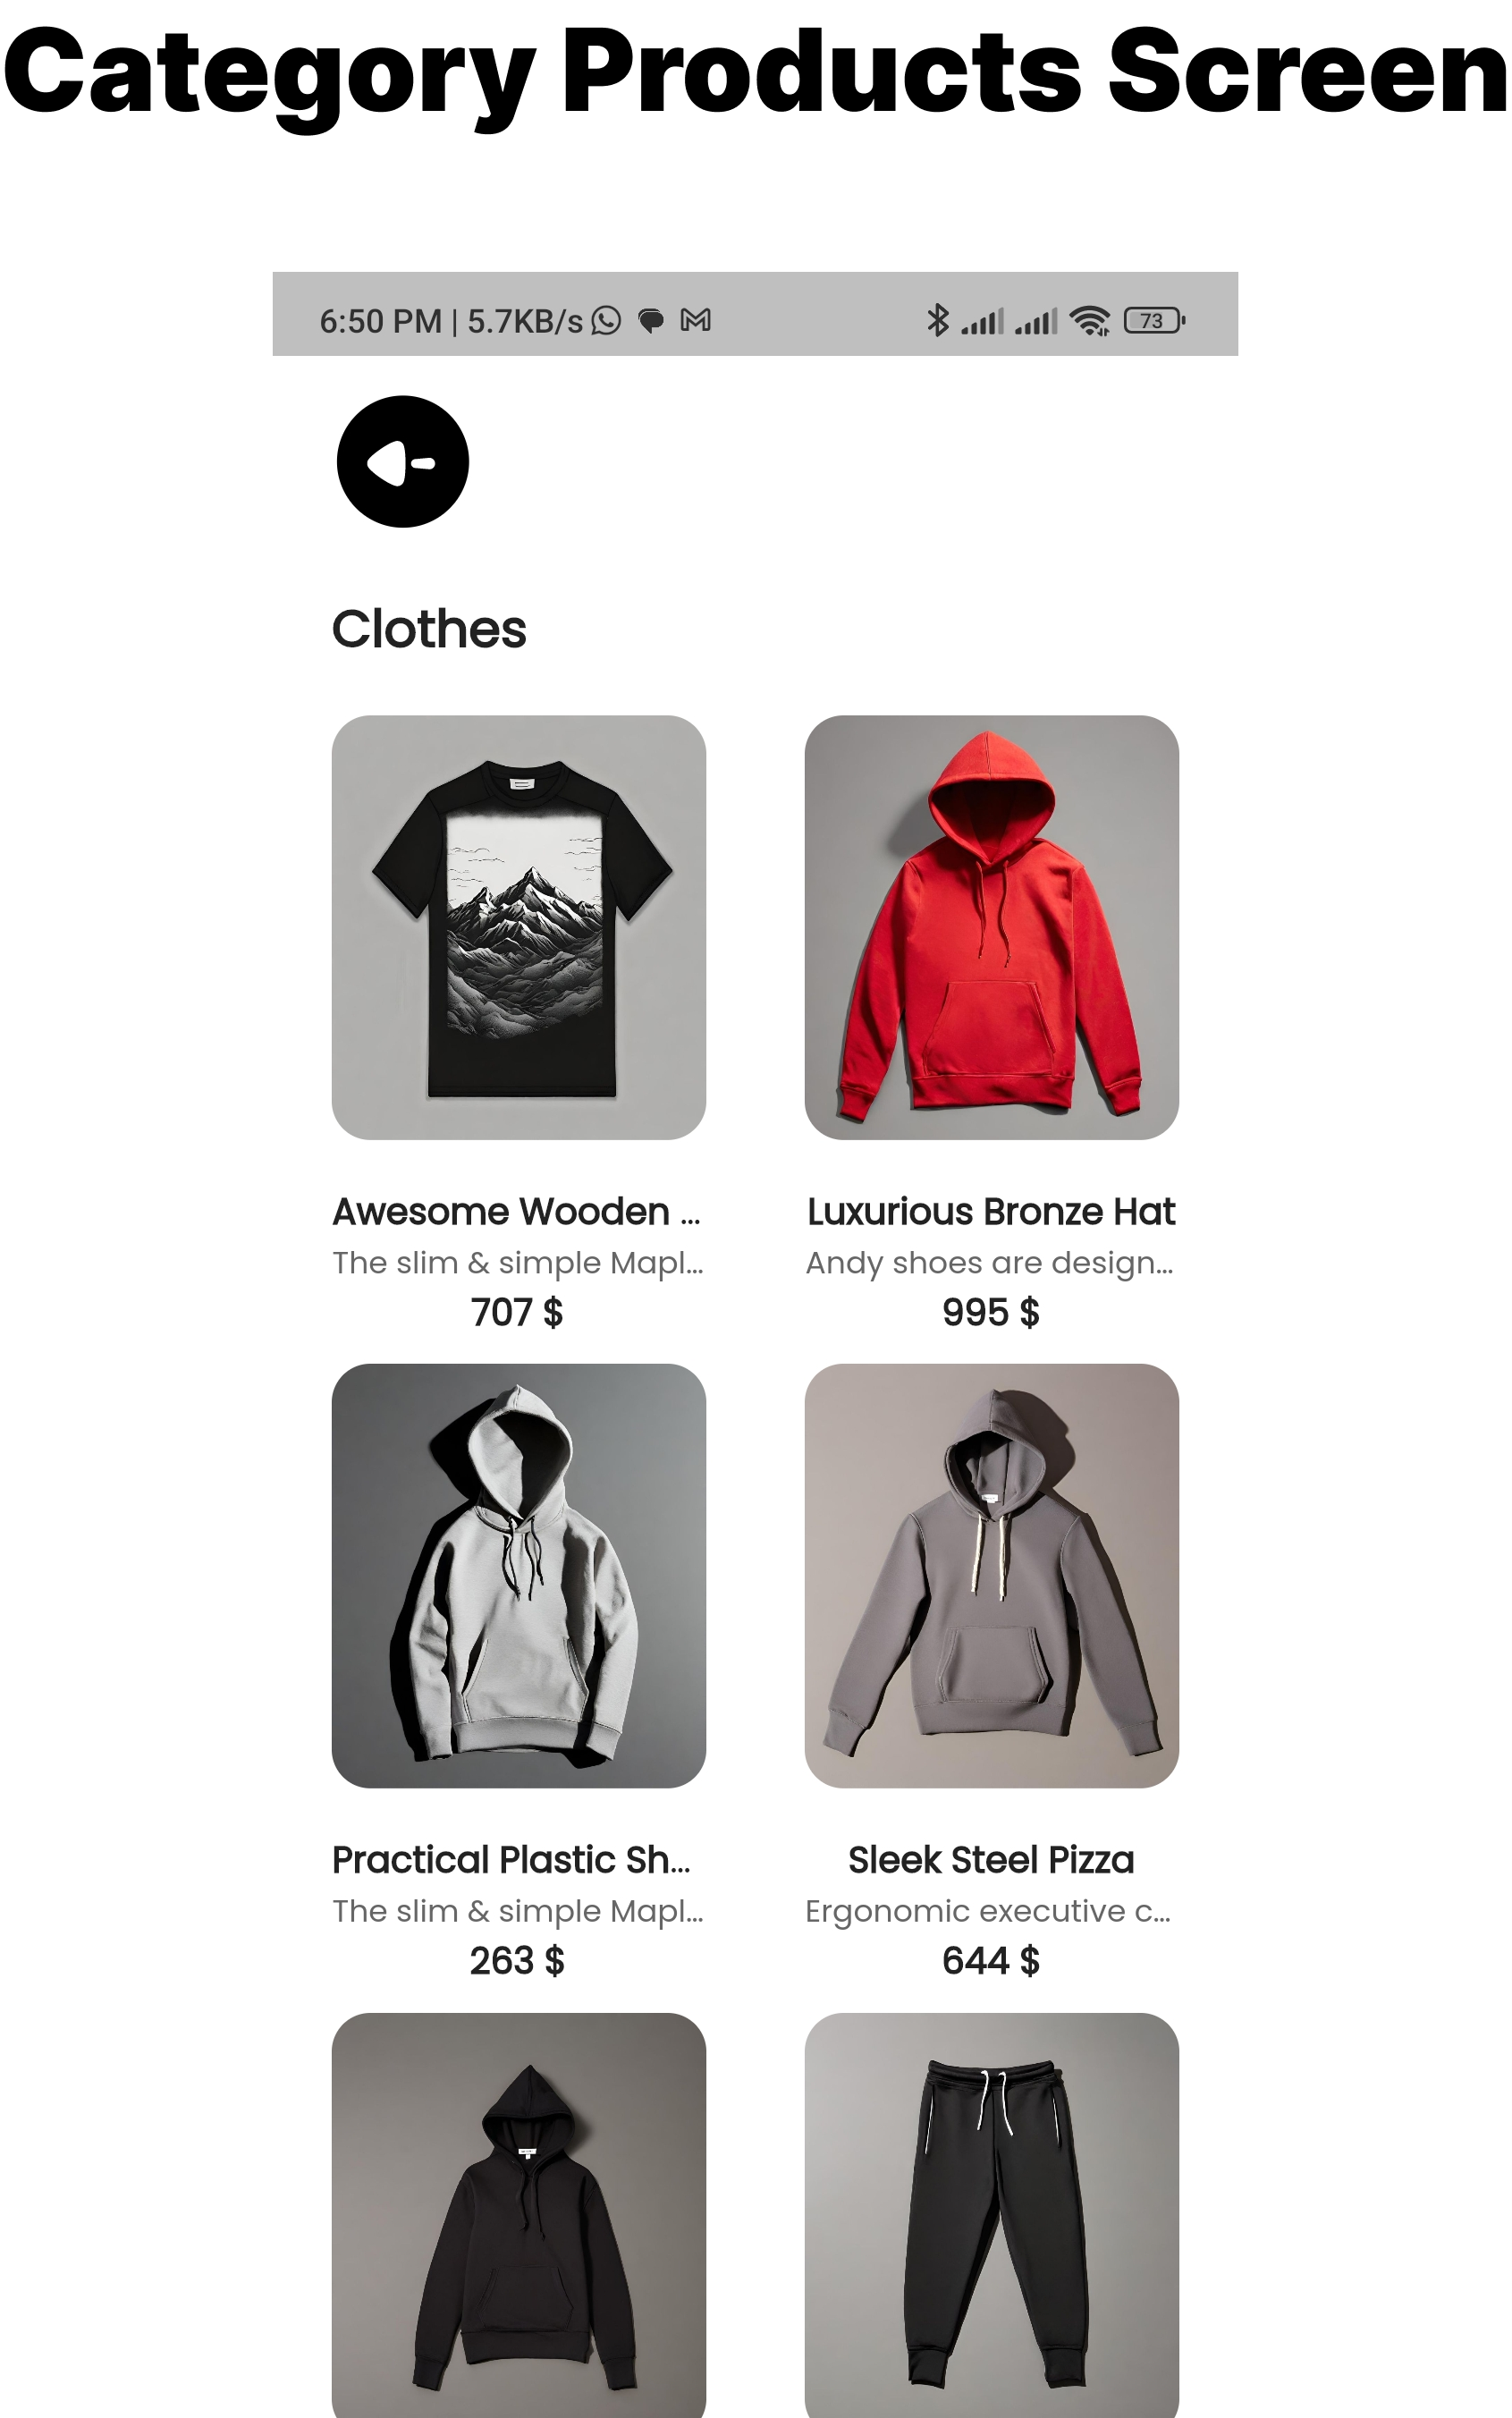 Category Products Screen
6:50 PM | 5.7KB/s
73
Clothes
Awesome Wooden ...
Luxurious Bronze Hat
The slim & simple Mapl...
Andy shoes are design...
707 $
995 $
Practical Plastic Sh...
Sleek Steel Pizza
The slim & simple Mapl...
Ergonomic executive c...
263 $
644 $